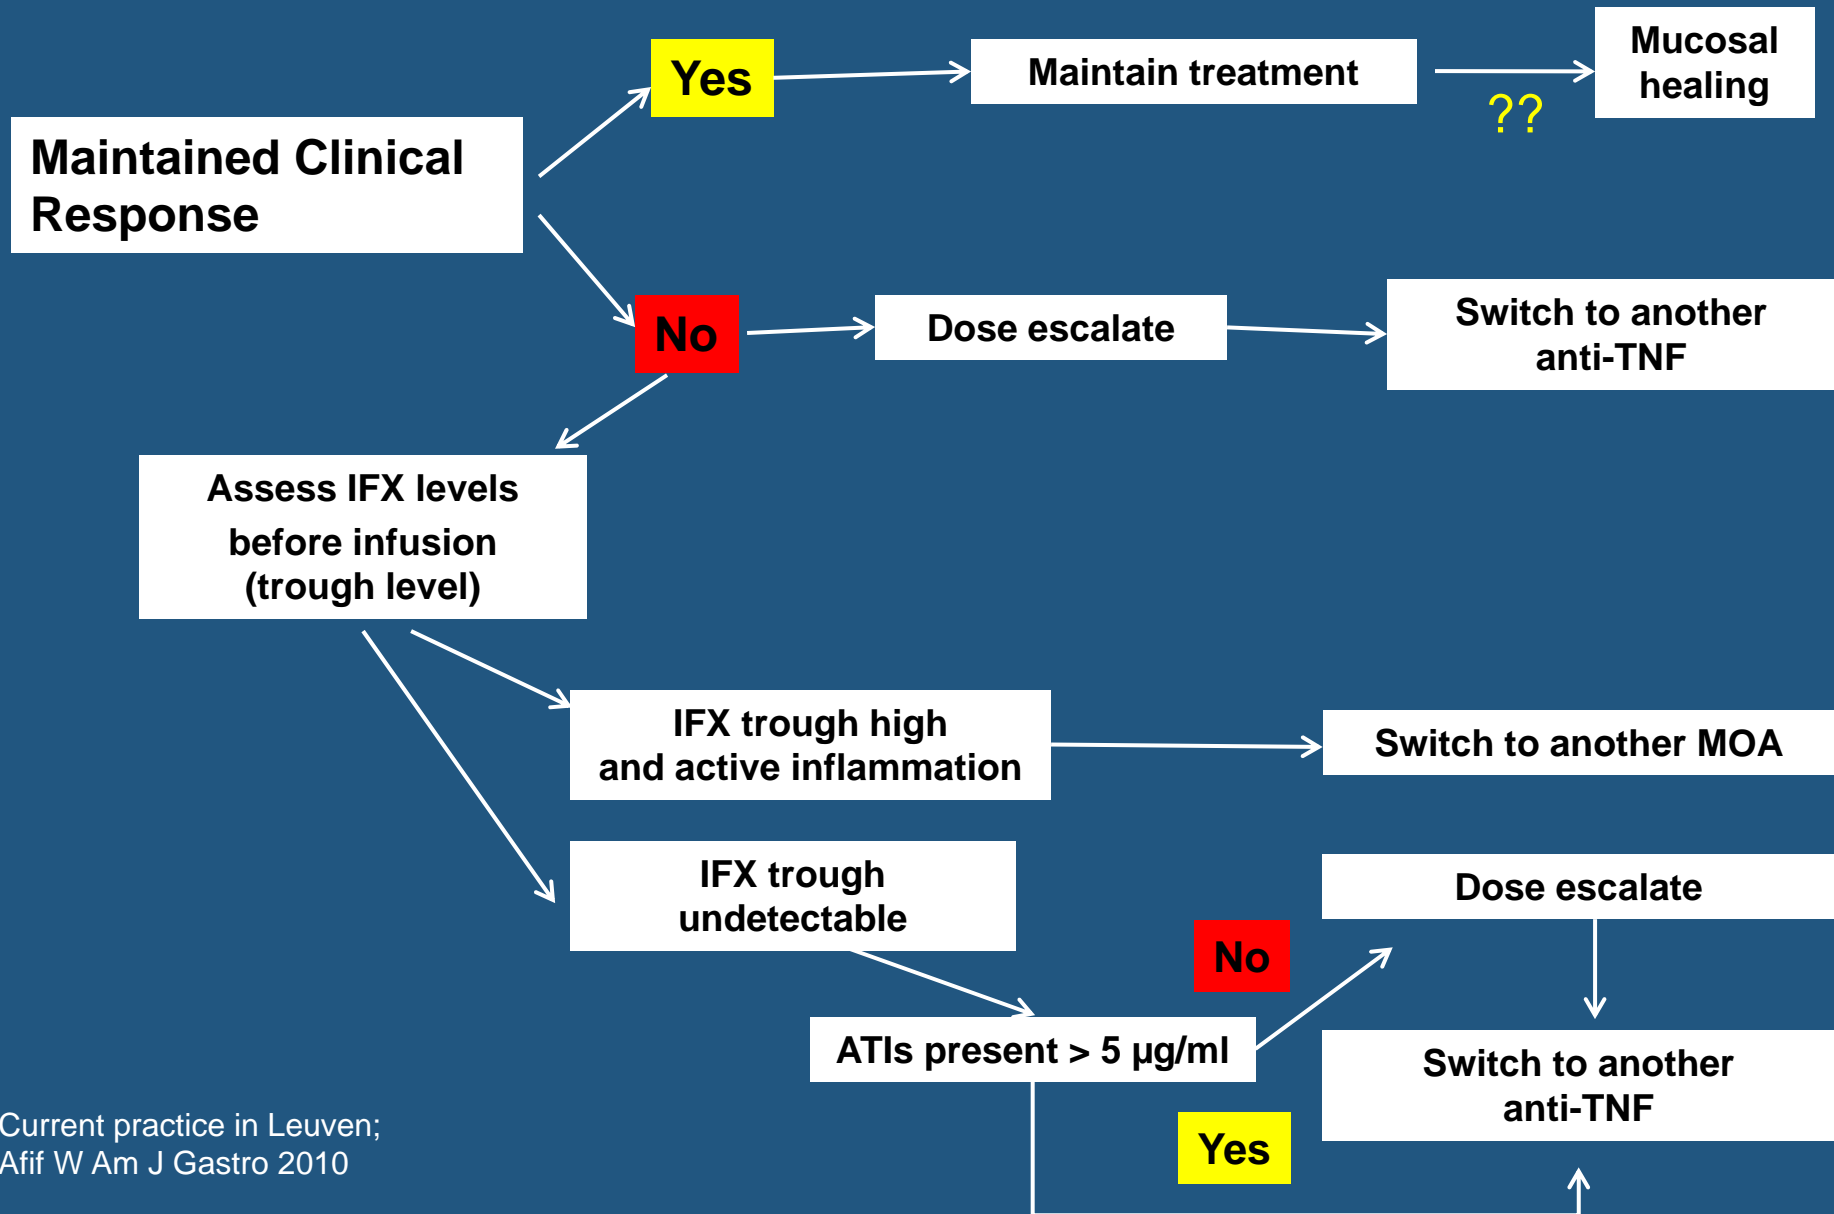 Yes
Maintain treatment
Mucosal
healing
??
Maintained Clinical
Response
No
Dose escalate
Switch to another
anti-TNF
Assess IFX levels
before infusion
(trough level)
IFX trough high
and active inflammation
Switch to another MOA
IFX trough
undetectable
Dose escalate
No
ATIs present > 5 µg/ml
Switch to another
anti-TNF
Yes
Current practice in Leuven;
Afif W Am J Gastro 2010